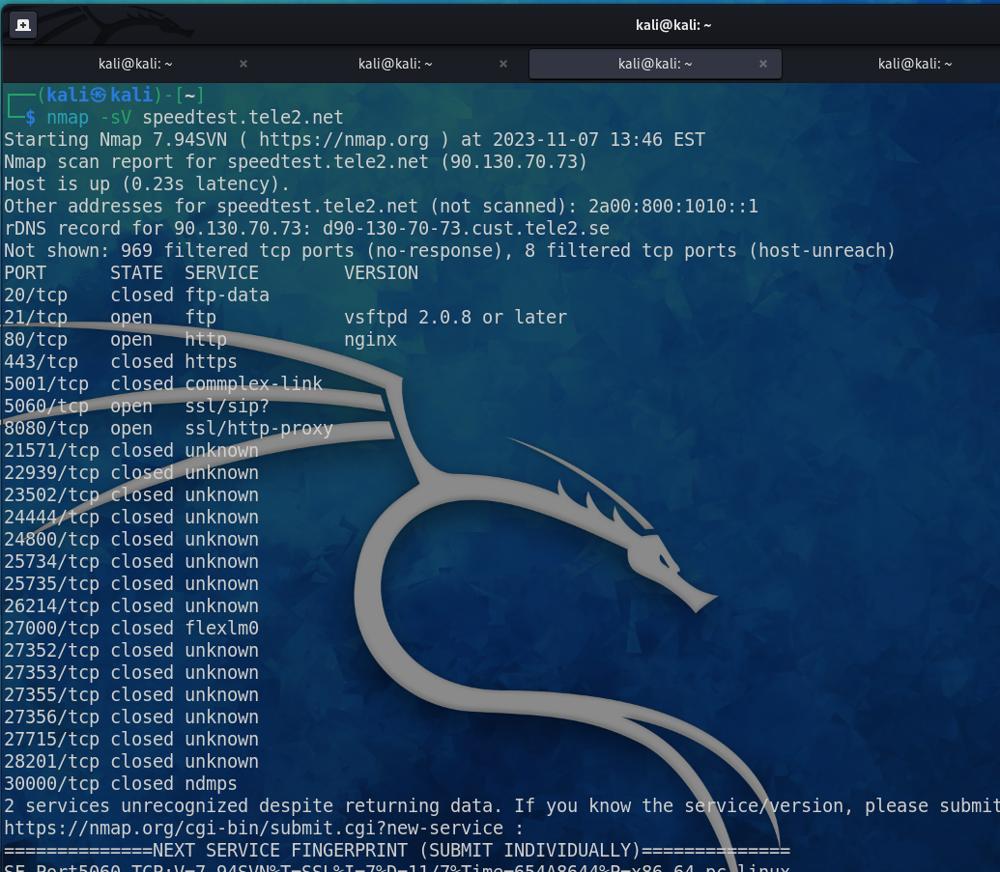 kali@kali: ~
kali@kali: ~ × kali@kali: ~ × kali@kali: ~ × kali@kali: ~
┌──(kali㉿kali)-[~]
└─$ nmap -sV speedtest.tele2.net
Starting Nmap 7.94SVN ( https://nmap.org ) at 2023-11-07 13:46 EST
Nmap scan report for speedtest.tele2.net (90.130.70.73)
Host is up (0.23s latency).
Other addresses for speedtest.tele2.net (not scanned): 2a00:800:1010::1
rDNS record for 90.130.70.73: d90-130-70-73.cust.tele2.se
Not shown: 969 filtered tcp ports (no-response), 8 filtered tcp ports (host-unreach)
PORT      STATE  SERVICE        VERSION
20/tcp    closed ftp-data
21/tcp    open   ftp            vsftpd 2.0.8 or later
80/tcp    open   http           nginx
443/tcp   closed https
5001/tcp  closed commplex-link
5060/tcp  open   ssl/sip?
8080/tcp  open   ssl/http-proxy
21571/tcp closed unknown
22939/tcp closed unknown
23502/tcp closed unknown
24444/tcp closed unknown
24800/tcp closed unknown
25734/tcp closed unknown
25735/tcp closed unknown
26214/tcp closed unknown
27000/tcp closed flexlm0
27352/tcp closed unknown
27353/tcp closed unknown
27355/tcp closed unknown
27356/tcp closed unknown
27715/tcp closed unknown
28201/tcp closed unknown
30000/tcp closed ndmps
2 services unrecognized despite returning data. If you know the service/version, please submit
https://nmap.org/cgi-bin/submit.cgi?new-service :
==============NEXT SERVICE FINGERPRINT (SUBMIT INDIVIDUALLY)==============
SF-Port5060-TCP:V=7.94SVN%T=SSL%I=7%D=11/7%Time=654A8644%P=x86_64-pc-linux-